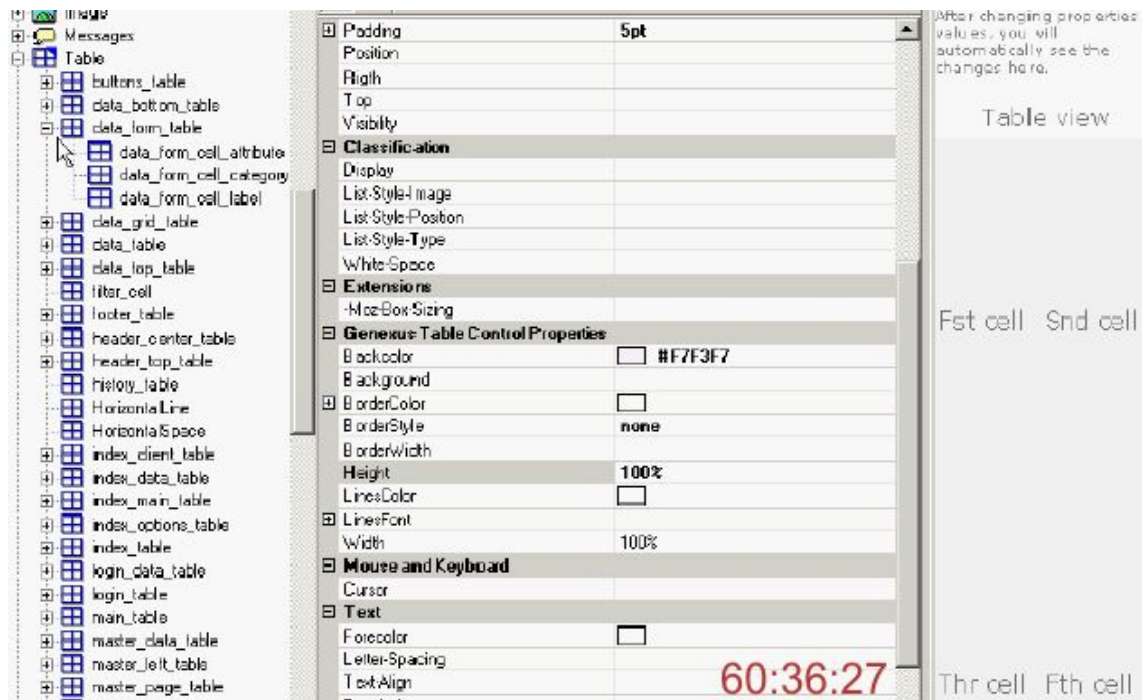 Image
Messages
Table
buttons_table
data_bottom_table
data_form_table
data_form_cell_attribute
data_form_cell_category
data_form_cell_label
data_grid_table
data_table
data_top_table
filter_cell
footer_table
header_center_table
header_top_table
history_table
HorizontalLine
HorizontalSpace
index_client_table
index_data_table
index_main_table
index_options_table
index_table
login_data_table
login_table
main_table
master_data_table
master_left_table
master_page_table
Padding 5pt
Position
Rigth
Top
Visibility
Classification
Display
List-Style-Image
List-Style-Position
List-Style-Type
White-Space
Extensions
-Moz-Box-Sizing
Genexus Table Control Properties
Backcolor #F7F3F7
Background
BorderColor
BorderStyle none
BorderWidth
Height 100%
LinesColor
LinesFont
Width 100%
Mouse and Keyboard
Cursor
Text
Forecolor
Letter-Spacing
Text-Align
60:36:27
After changing properties
values, you will
automatically see the
changes here.
Table view
Fst cell Snd cell
Thr cell Fth cell